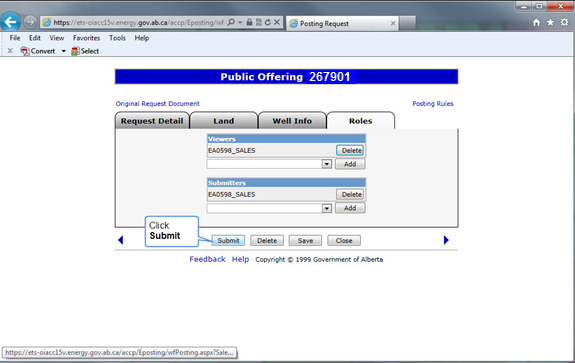 https://ets-oiacc15v.energy.gov.ab.ca/accp/Eposting/wf
Posting Request
File Edit View Favorites Tools Help
x Convert Select
Public Offering 267901
Original Request Document Posting Rules
Request Detail Land Well Info Roles
Viewers
EA0598_SALES Delete
Add
Submitters
EA0598_SALES Delete
Add
Click
Submit
Submit Delete Save Close
Feedback Help Copyright © 1999 Government of Alberta
https://ets-oiacc15v.energy.gov.ab.ca/accp/Eposting/wfPosting.aspx?Sale...